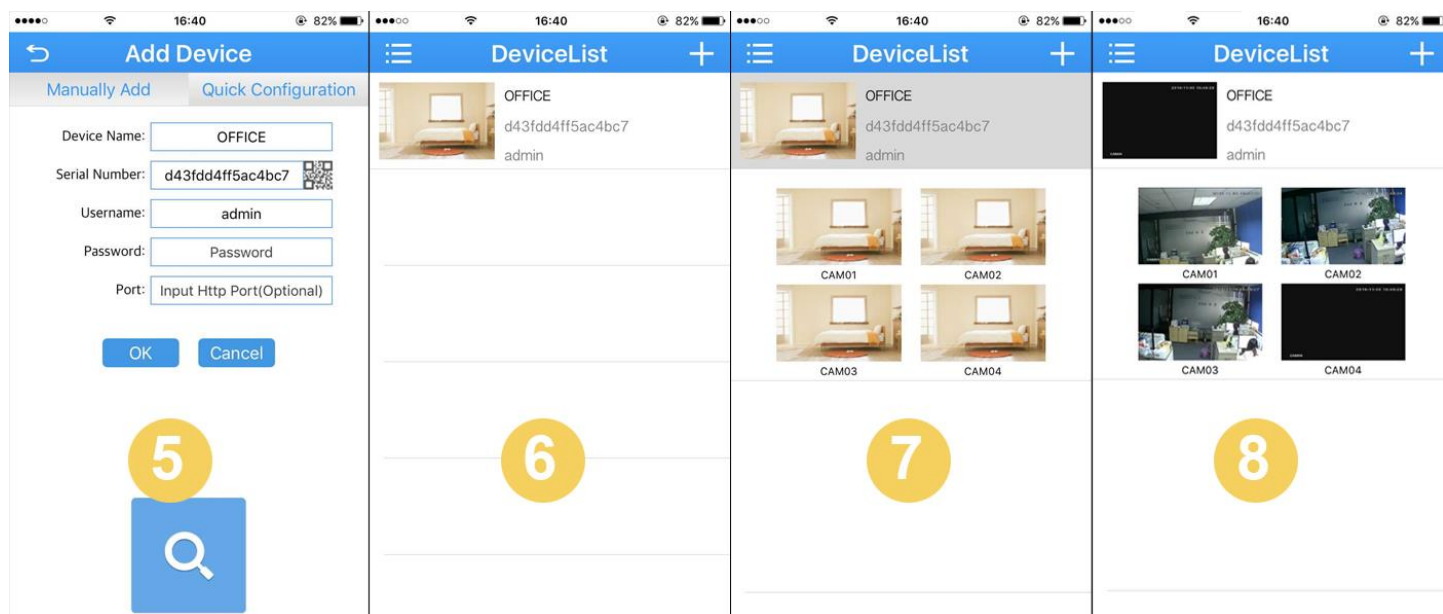 16:40 82%
Add Device
Manually Add Quick Configuration
Device Name: OFFICE
Serial Number: d43fdd4ff5ac4bc7
Username: admin
Password: Password
Port: Input Http Port(Optional)
OK Cancel
5
16:40 82%
DeviceList +
OFFICE
d43fdd4ff5ac4bc7
admin
6
16:40 82%
DeviceList +
OFFICE
d43fdd4ff5ac4bc7
admin
CAM01 CAM02
CAM03 CAM04
7
16:40 82%
DeviceList +
OFFICE
d43fdd4ff5ac4bc7
admin
CAM01 CAM02
CAM03 CAM04
8